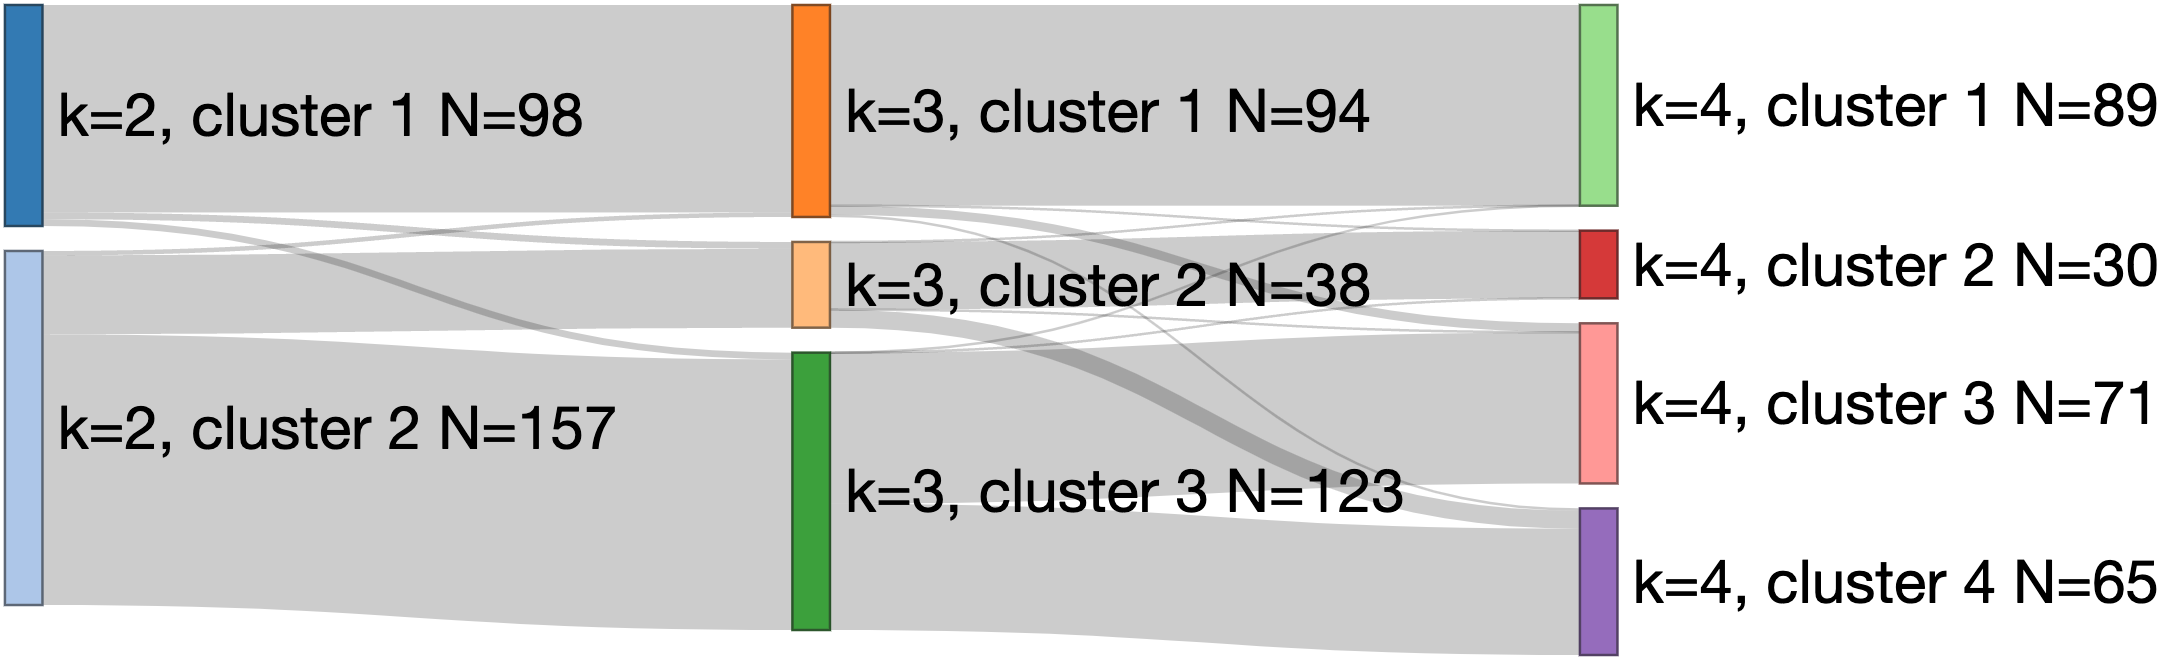 k=2, cluster 1 N=98
k=2, cluster 2 N=157
k=3, cluster 1 N=94
k=3, cluster 2 N=38
k=3, cluster 3 N=123
k=4, cluster 1 N=89
k=4, cluster 2 N=30
k=4, cluster 3 N=71
k=4, cluster 4 N=65